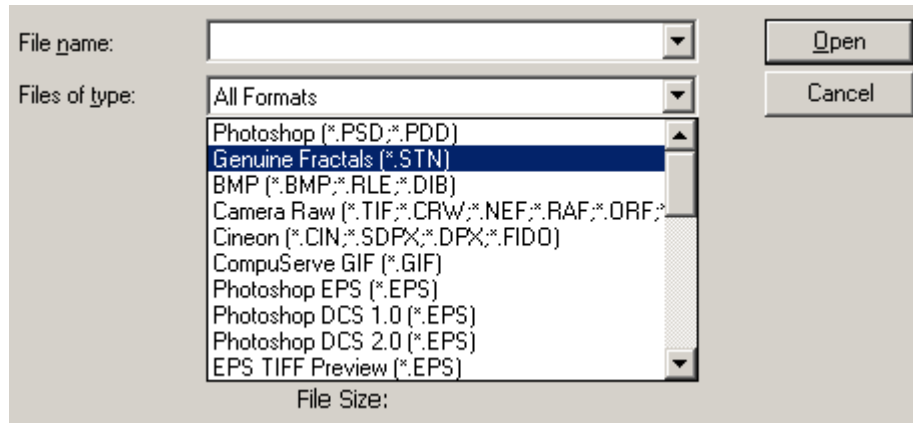 File name:
Open
Files of type:
All Formats
Cancel
Photoshop (*.PSD;*.PDD)
Genuine Fractals (*.STN)
BMP (*.BMP;*.RLE;*.DIB)
Camera Raw (*.TIF;*.CRW;*.NEF;*.RAF;*.ORF;*
Cineon (*.CIN;*.SDPX;*.DPX;*.FIDO)
CompuServe GIF (*.GIF)
Photoshop EPS (*.EPS)
Photoshop DCS 1.0 (*.EPS)
Photoshop DCS 2.0 (*.EPS)
EPS TIFF Preview (*.EPS)
File Size: